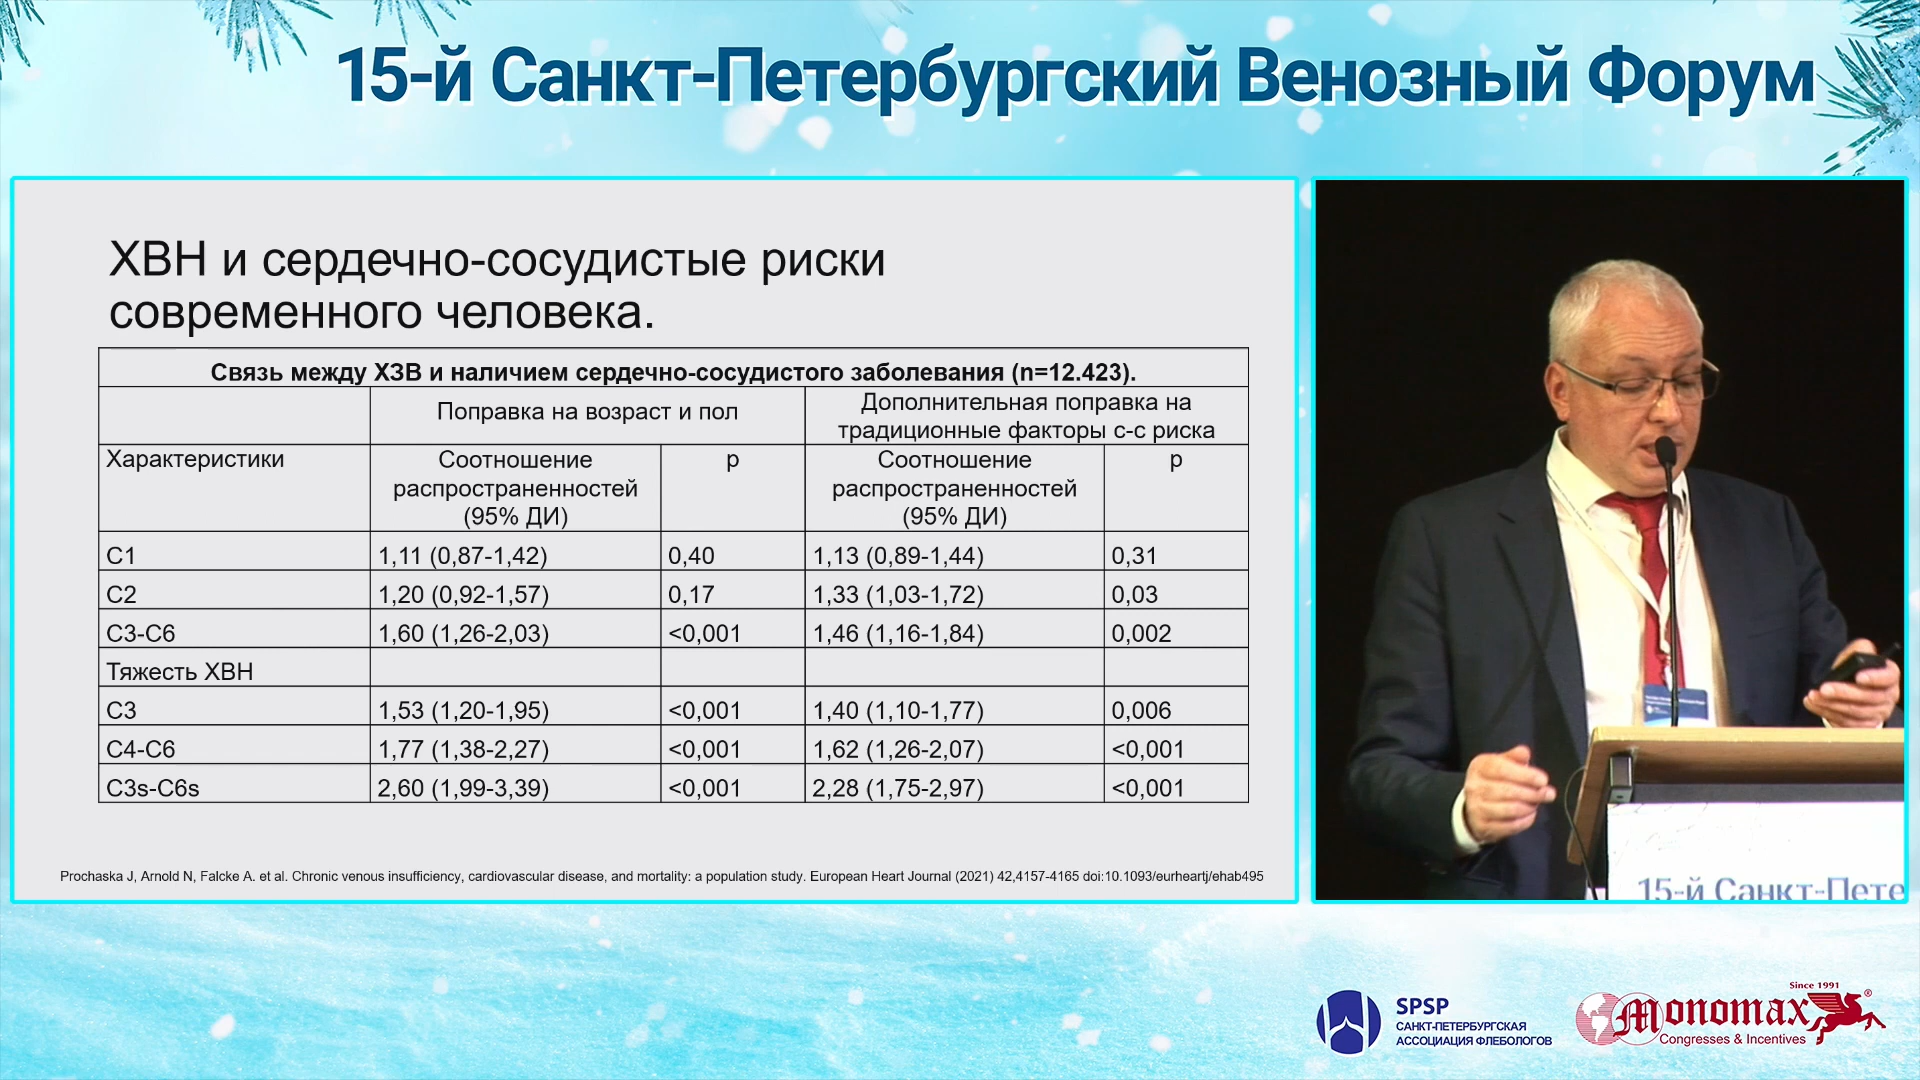 15-й Санкт-Петербургский Венозный Форум
ХВН и сердечно-сосудистые риски
современного человека.
Связь между ХЗВ и наличием сердечно-сосудистого заболевания (n=12.423).
Поправка на возраст и пол
Дополнительная поправка на
традиционные факторы с-с риска
Характеристики
Соотношение
распространенностей
(95% ДИ)
p
Соотношение
распространенностей
(95% ДИ)
p
C1 1,11 (0,87-1,42) 0,40 1,13 (0,89-1,44) 0,31
C2 1,20 (0,92-1,57) 0,17 1,33 (1,03-1,72) 0,03
C3-C6 1,60 (1,26-2,03) <0,001 1,46 (1,16-1,84) 0,002
Тяжесть ХВН
C3 1,53 (1,20-1,95) <0,001 1,40 (1,10-1,77) 0,006
C4-C6 1,77 (1,38-2,27) <0,001 1,62 (1,26-2,07) <0,001
C3s-C6s 2,60 (1,99-3,39) <0,001 2,28 (1,75-2,97) <0,001
Prochaska J, Arnold N, Falcke A. et al. Chronic venous insufficiency, cardiovascular disease, and mortality: a population study. European Heart Journal (2021) 42,4157-4165 doi:10.1093/eurheartj/ehab495
15-й Санкт-Пете
SPSP
САНКТ-ПЕТЕРБУРГСКАЯ
АССОЦИАЦИЯ ФЛЕБОЛОГОВ
Since 1991
Monomax®
Congresses & Incentives